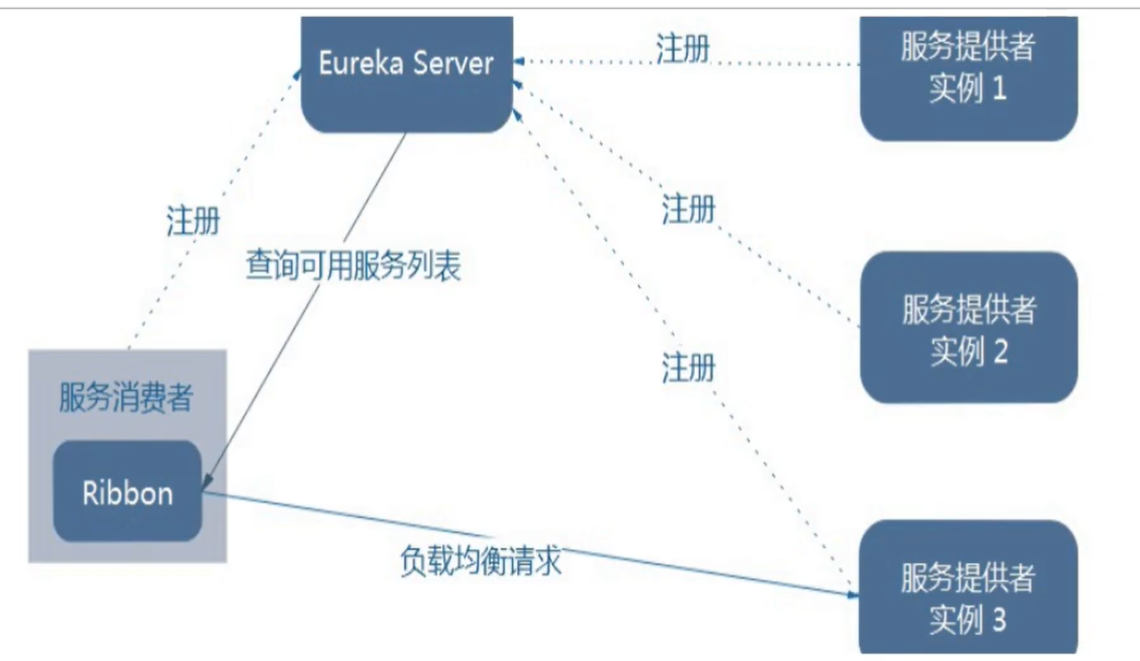 Eureka Server
注册
服务提供者
实例 1
注册
注册
查询可用服务列表
服务提供者
实例 2
注册
服务消费者
Ribbon
负载均衡请求
服务提供者
实例 3